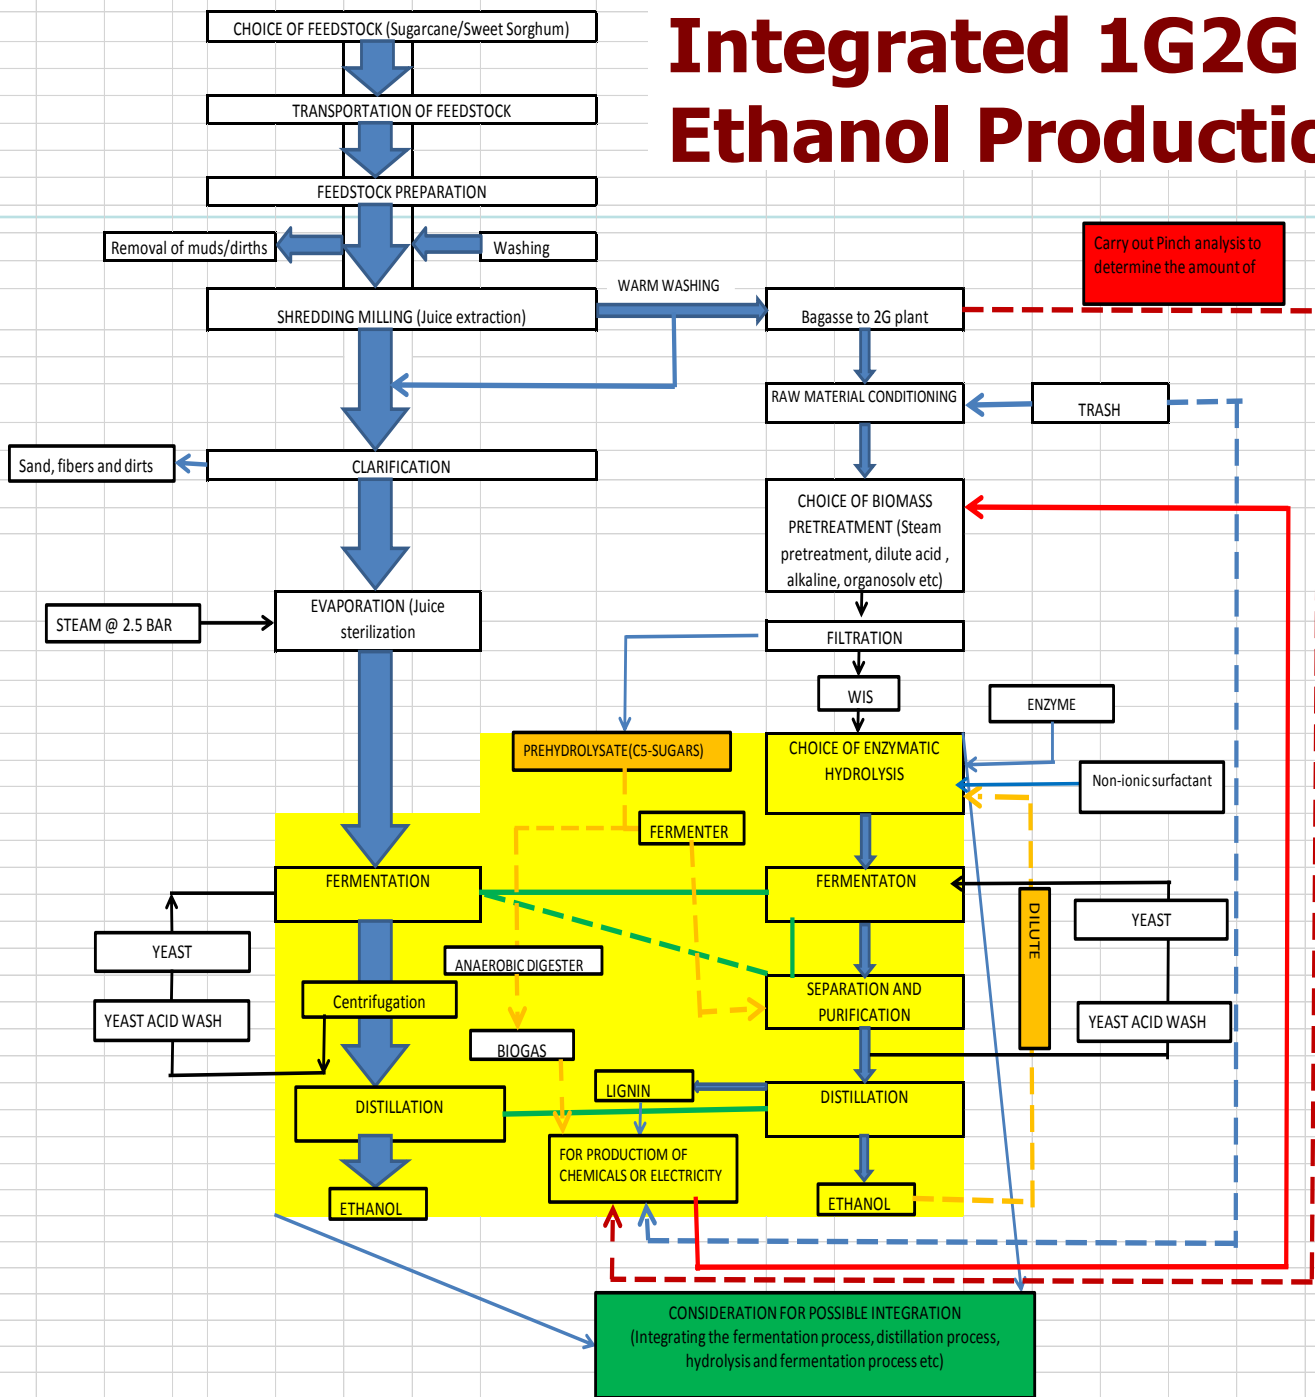 Integrated 1G2G
Ethanol Productio
CHOICE OF FEEDSTOCK (Sugarcane/Sweet Sorghum)
TRANSPORTATION OF FEEDSTOCK
FEEDSTOCK PREPARATION
Removal of muds/dirths
Washing
Carry out Pinch analysis to
determine the amount of
WARM WASHING
SHREDDING MILLING (Juice extraction)
Bagasse to 2G plant
RAW MATERIAL CONDITIONING
TRASH
Sand, fibers and dirts
CLARIFICATION
CHOICE OF BIOMASS
PRETREATMENT (Steam
pretreatment, dilute acid ,
alkaline, organosolv etc)
EVAPORATION (Juice
sterilization
STEAM @ 2.5 BAR
FILTRATION
WIS
ENZYME
PREHYDROLYSATE(C5-SUGARS)
CHOICE OF ENZYMATIC
HYDROLYSIS
Non-ionic surfactant
FERMENTER
FERMENTATION
FERMENTATON
DILUTE
YEAST
YEAST
ANAEROBIC DIGESTER
SEPARATION AND
PURIFICATION
Centrifugation
YEAST ACID WASH
YEAST ACID WASH
BIOGAS
LIGNIN
DISTILLATION
DISTILLATION
FOR PRODUCTIOM OF
CHEMICALS OR ELECTRICITY
ETHANOL
ETHANOL
CONSIDERATION FOR POSSIBLE INTEGRATION
(Integrating the fermentation process, distillation process,
hydrolysis and fermentation process etc)